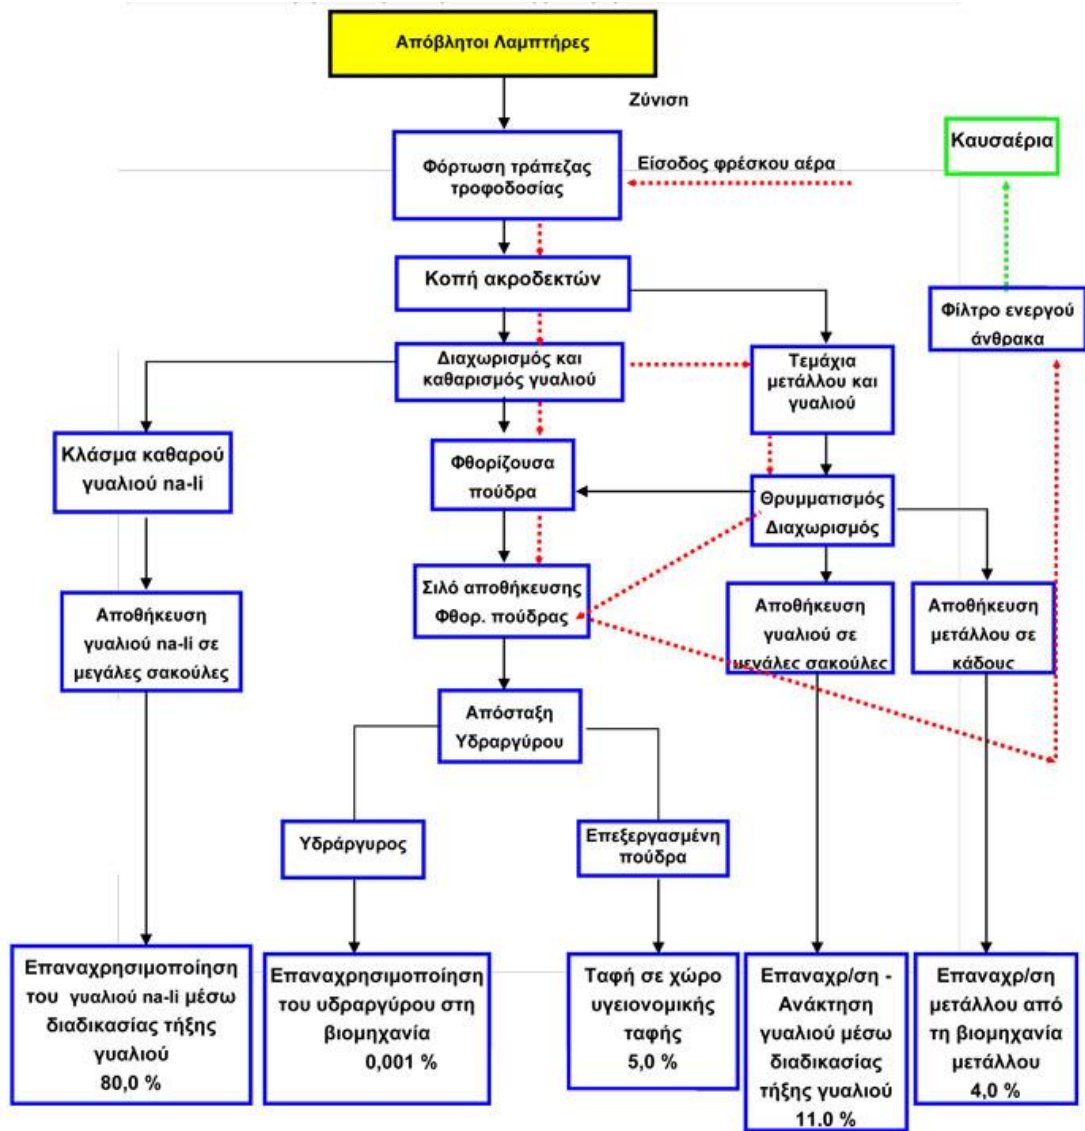 Απόβλητοι Λαμπτήρες
Ζύνιση
Φόρτωση τράπεζας
τροφοδοσίας
Είσοδος φρέσκου αέρα
Καυσαέρια
Κοπή ακροδεκτών
Φίλτρο ενεργού
άνθρακα
Διαχωρισμός και
καθαρισμός γυαλιού
Τεμάχια
μετάλλου και
γυαλιού
Κλάσμα καθαρού
γυαλιού na-li
Φθορίζουσα
πούδρα
Θρυμματισμός
Διαχωρισμός
Αποθήκευση
γυαλιού na-li σε
μεγάλες σακούλες
Σιλό αποθήκευσης
Φθορ. πούδρας
Αποθήκευση
γυαλιού σε
μεγάλες σακούλες
Αποθήκευση
μετάλλου σε
κάδους
Απόσταξη
Υδραργύρου
Υδράργυρος
Επεξεργασμένη
πούδρα
Επαναχρησιμοποίηση
του γυαλιού na-li μέσω
διαδικασίας τήξης
γυαλιού
80,0 %
Επαναχρησιμοποίηση
του υδραργύρου στη
βιομηχανία
0,001 %
Ταφή σε χώρο
υγειονομικής
ταφής
5,0 %
Επαναχρ/ση -
Ανάκτηση
γυαλιού μέσω
διαδικασίας
τήξης γυαλιού
11.0 %
Επαναχρ/ση
μετάλλου από
τη βιομηχανία
μετάλλου
4,0 %